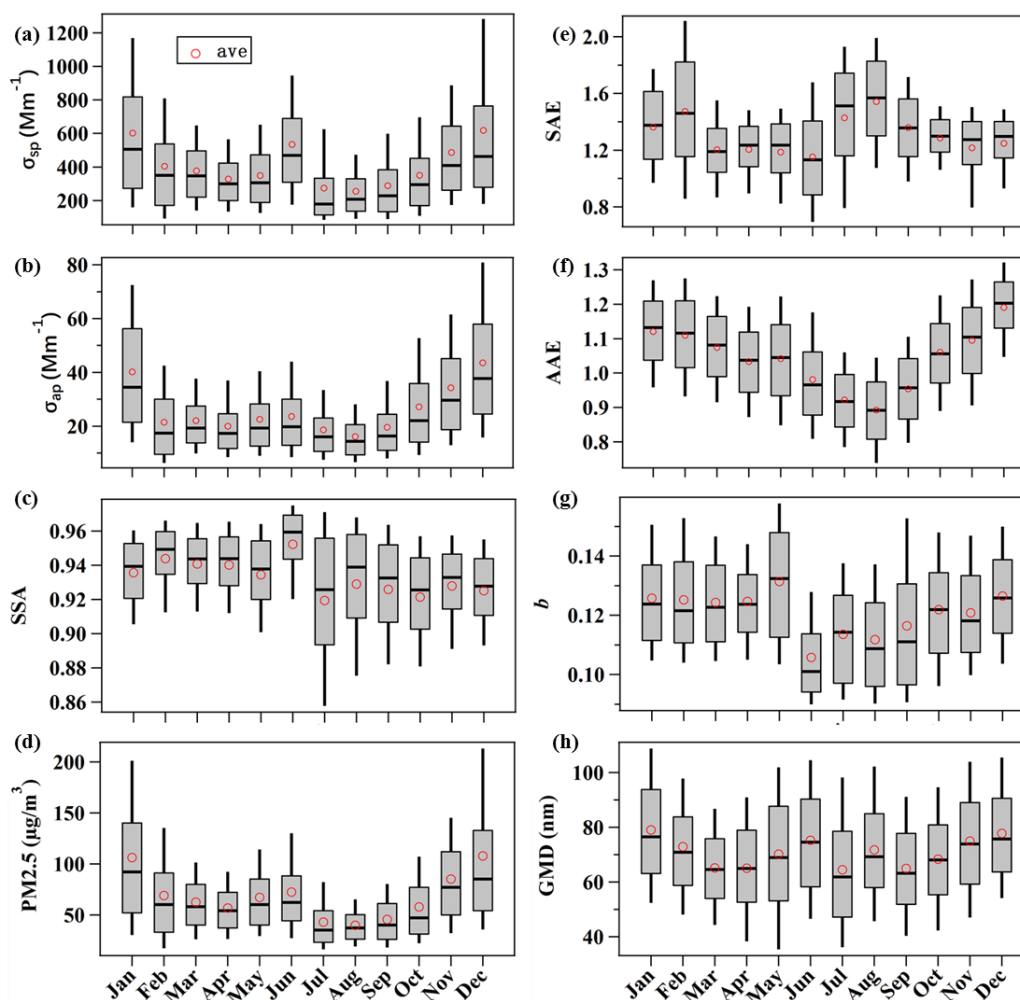 (a)
σsp (Mm⁻¹)
1200
1000
800
600
400
200
ave
(b)
σap (Mm⁻¹)
80
60
40
20
(c)
SSA
0.96
0.94
0.92
0.90
0.88
0.86
(d)
PM2.5 (µg/m³)
200
150
100
50
Jan Feb Mar Apr May Jun Jul Aug Sep Oct Nov Dec
(e)
SAE
2.0
1.6
1.2
0.8
(f)
AAE
1.3
1.2
1.1
1.0
0.9
0.8
(g)
b
0.14
0.12
0.10
(h)
GMD (nm)
100
80
60
40
Jan Feb Mar Apr May Jun Jul Aug Sep Oct Nov Dec